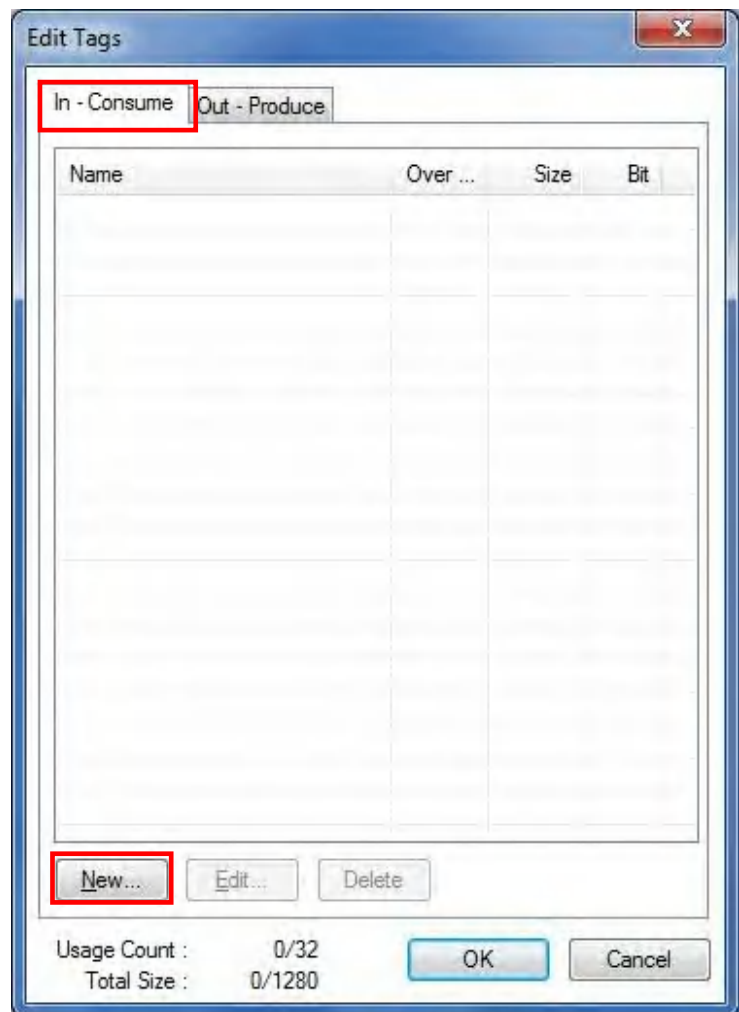 Edit Tags
In - Consume Out - Produce
Name Over ... Size Bit
New... Edit... Delete
Usage Count : 0/32 OK Cancel
Total Size : 0/1280